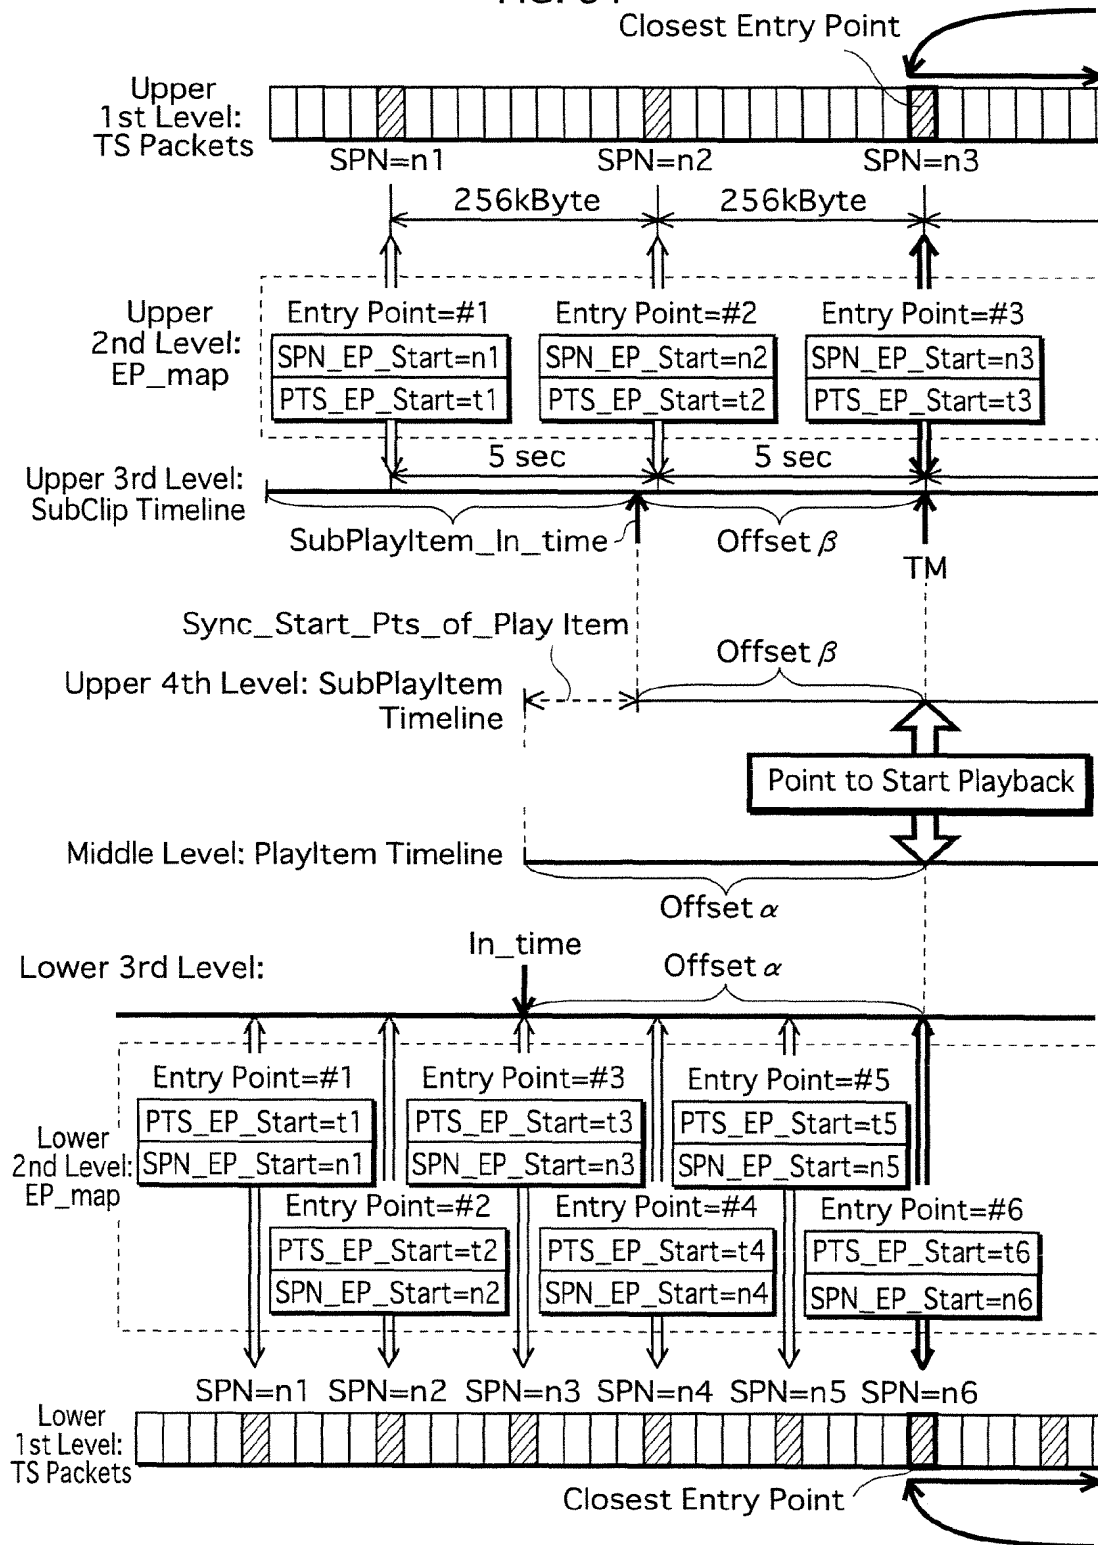 Closest Entry Point
Upper
1st Level:
TS Packets
SPN=n1
SPN=n2
SPN=n3
256kByte
256kByte
Upper
2nd Level:
EP_map
Entry Point=#1
SPN_EP_Start=n1
PTS_EP_Start=t1
Entry Point=#2
SPN_EP_Start=n2
PTS_EP_Start=t2
Entry Point=#3
SPN_EP_Start=n3
PTS_EP_Start=t3
5 sec
5 sec
Upper 3rd Level:
SubClip Timeline
SubPlayItem_In_time
Offset β
TM
Sync_Start_Pts_of_Play Item
Offset β
Upper 4th Level: SubPlayItem
Timeline
Point to Start Playback
Middle Level: PlayItem Timeline
Offset α
In_time
Lower 3rd Level:
Offset α
Lower
2nd Level:
EP_map
Entry Point=#1
PTS_EP_Start=t1
SPN_EP_Start=n1
Entry Point=#3
PTS_EP_Start=t3
SPN_EP_Start=n3
Entry Point=#5
PTS_EP_Start=t5
SPN_EP_Start=n5
Entry Point=#2
PTS_EP_Start=t2
SPN_EP_Start=n2
Entry Point=#4
PTS_EP_Start=t4
SPN_EP_Start=n4
Entry Point=#6
PTS_EP_Start=t6
SPN_EP_Start=n6
SPN=n1 SPN=n2 SPN=n3 SPN=n4 SPN=n5 SPN=n6
Lower
1st Level:
TS Packets
Closest Entry Point